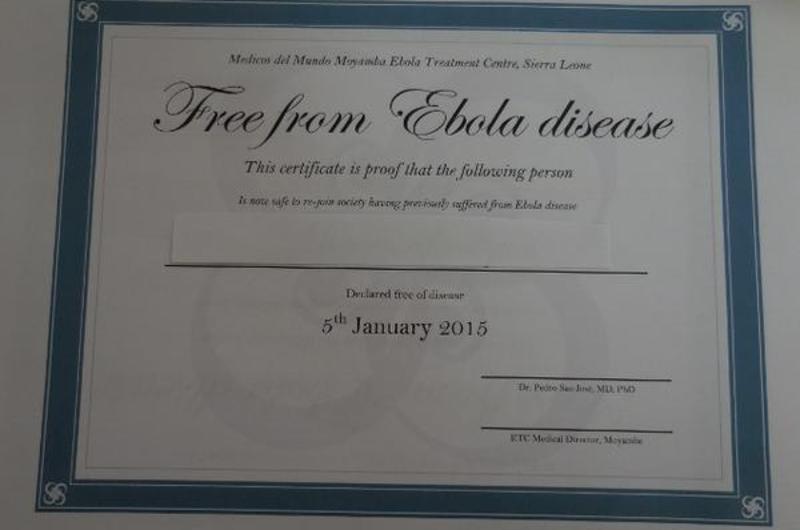 Medicos del Mundo Moyamba Ebola Treatment Centre, Sierra Leone
Free from Ebola disease
This certificate is proof that the following person
Is now safe to re-join society having previously suffered from Ebola disease
Declared free of disease
5th January 2015
Dr. Pedro San José, MD, PhD
ETC Medical Director, Moyamba